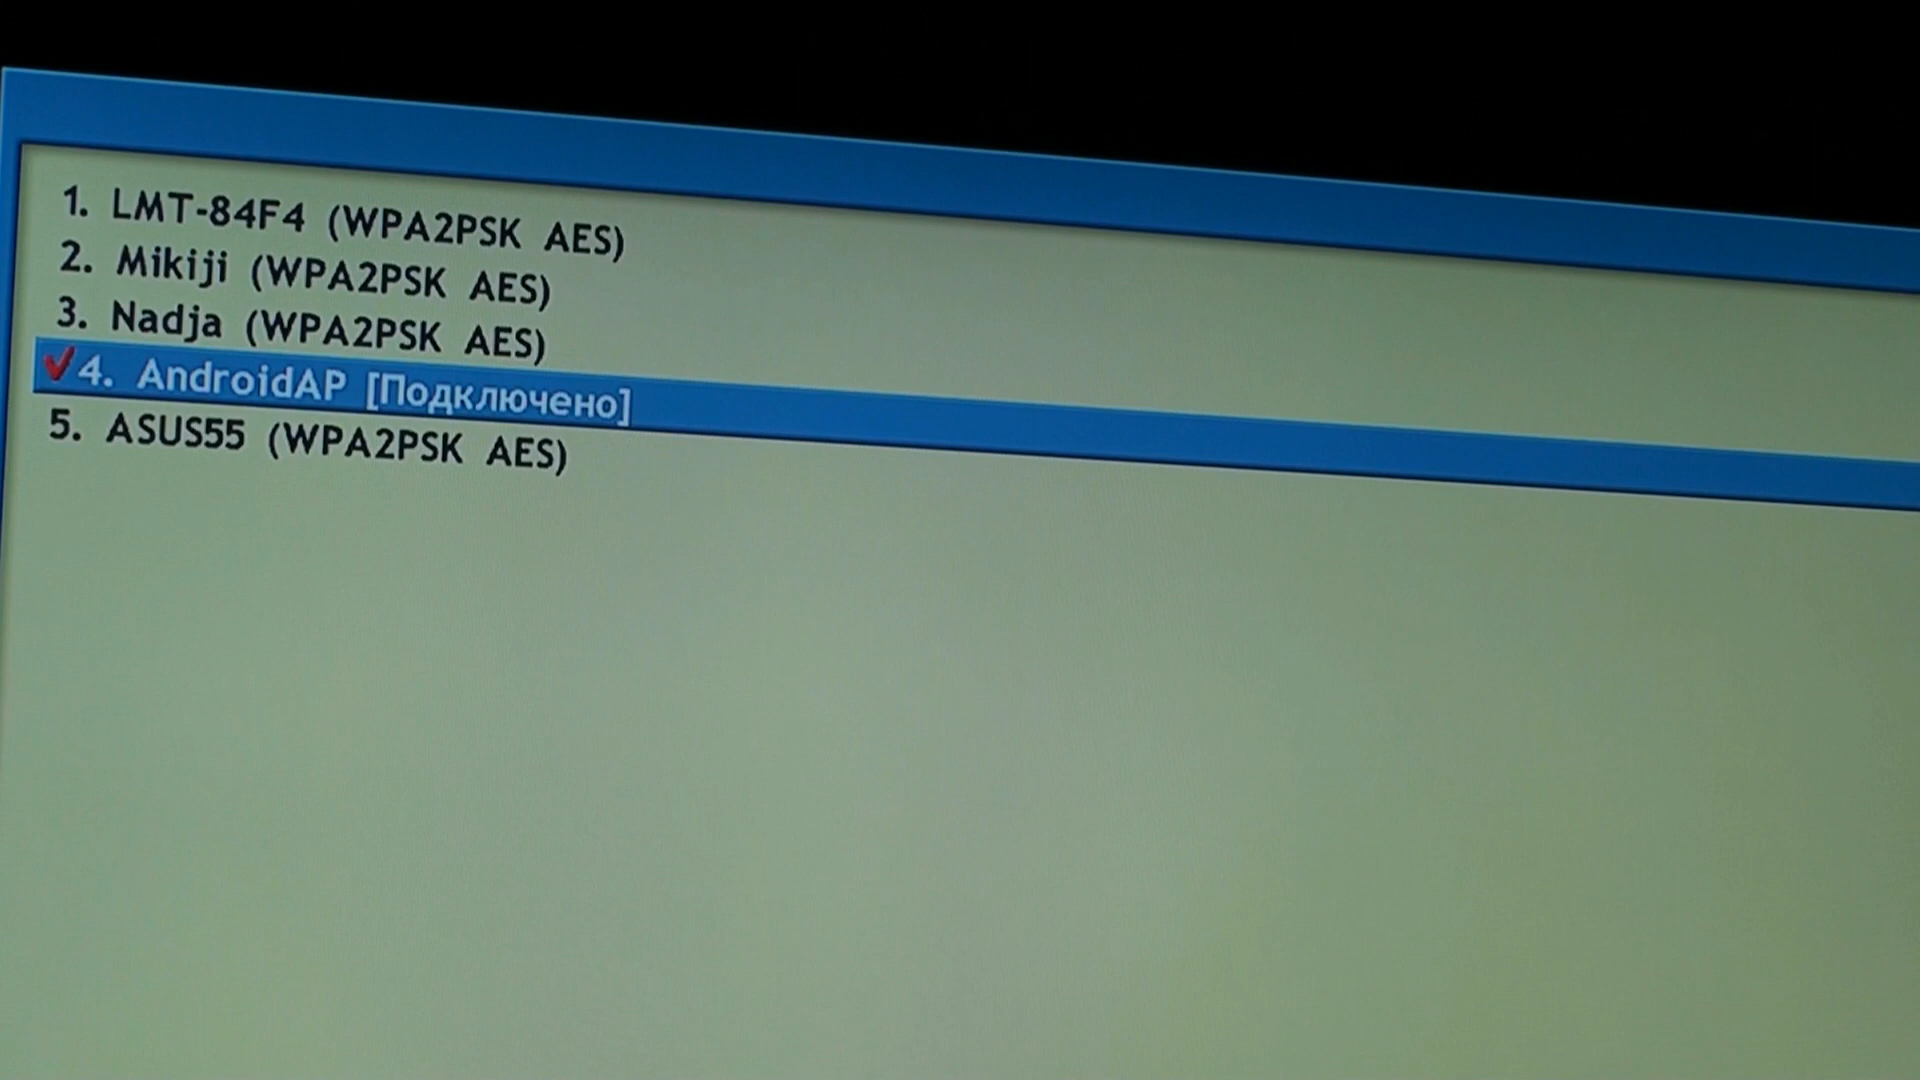 1. LMT-84F4 (WPA2PSK AES)
2. Mikiji (WPA2PSK AES)
3. Nadja (WPA2PSK AES)
4. AndroidAP [Подключено]
5. ASUS55 (WPA2PSK AES)